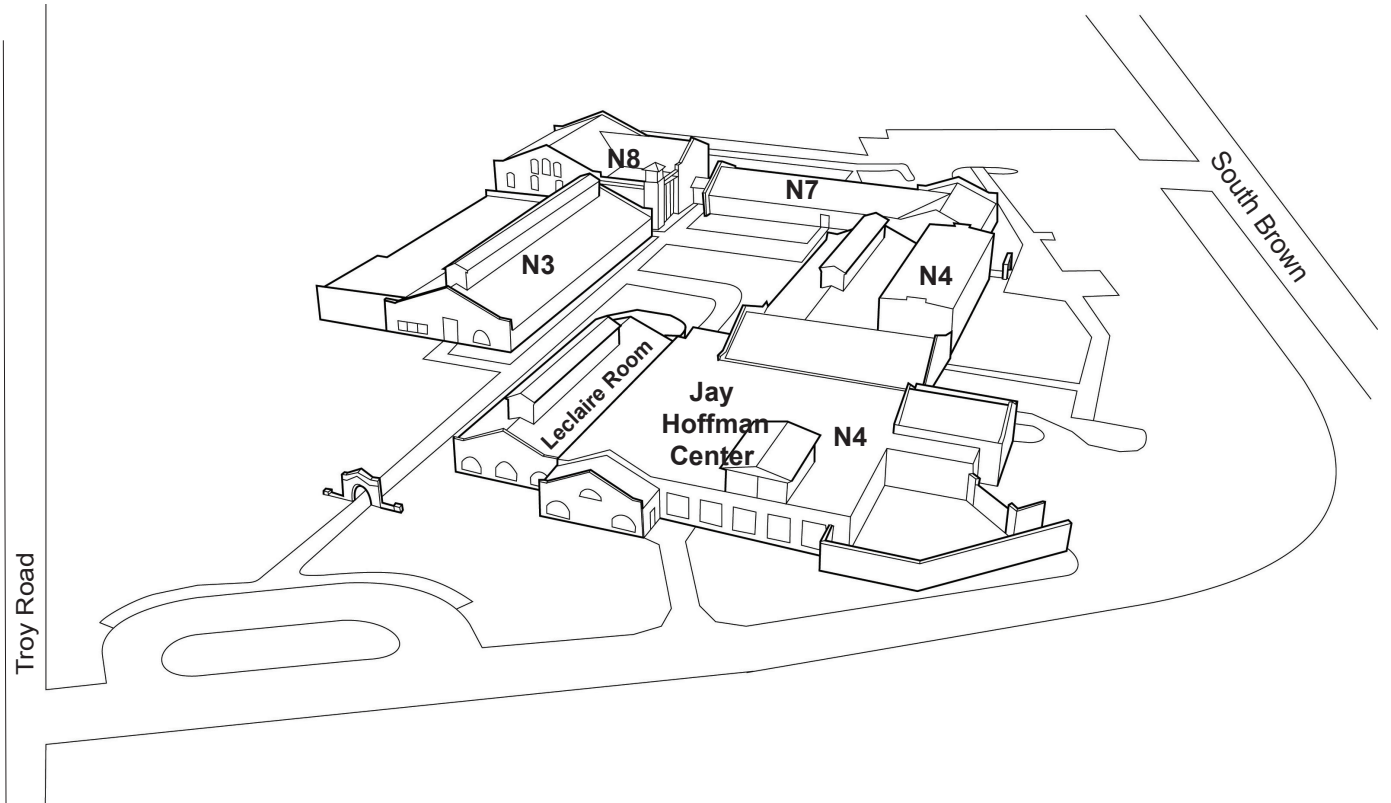 N8
N7
South Brown
N3
N4
Leclaire Room
Jay
Hoffman
Center
N4
Troy Road